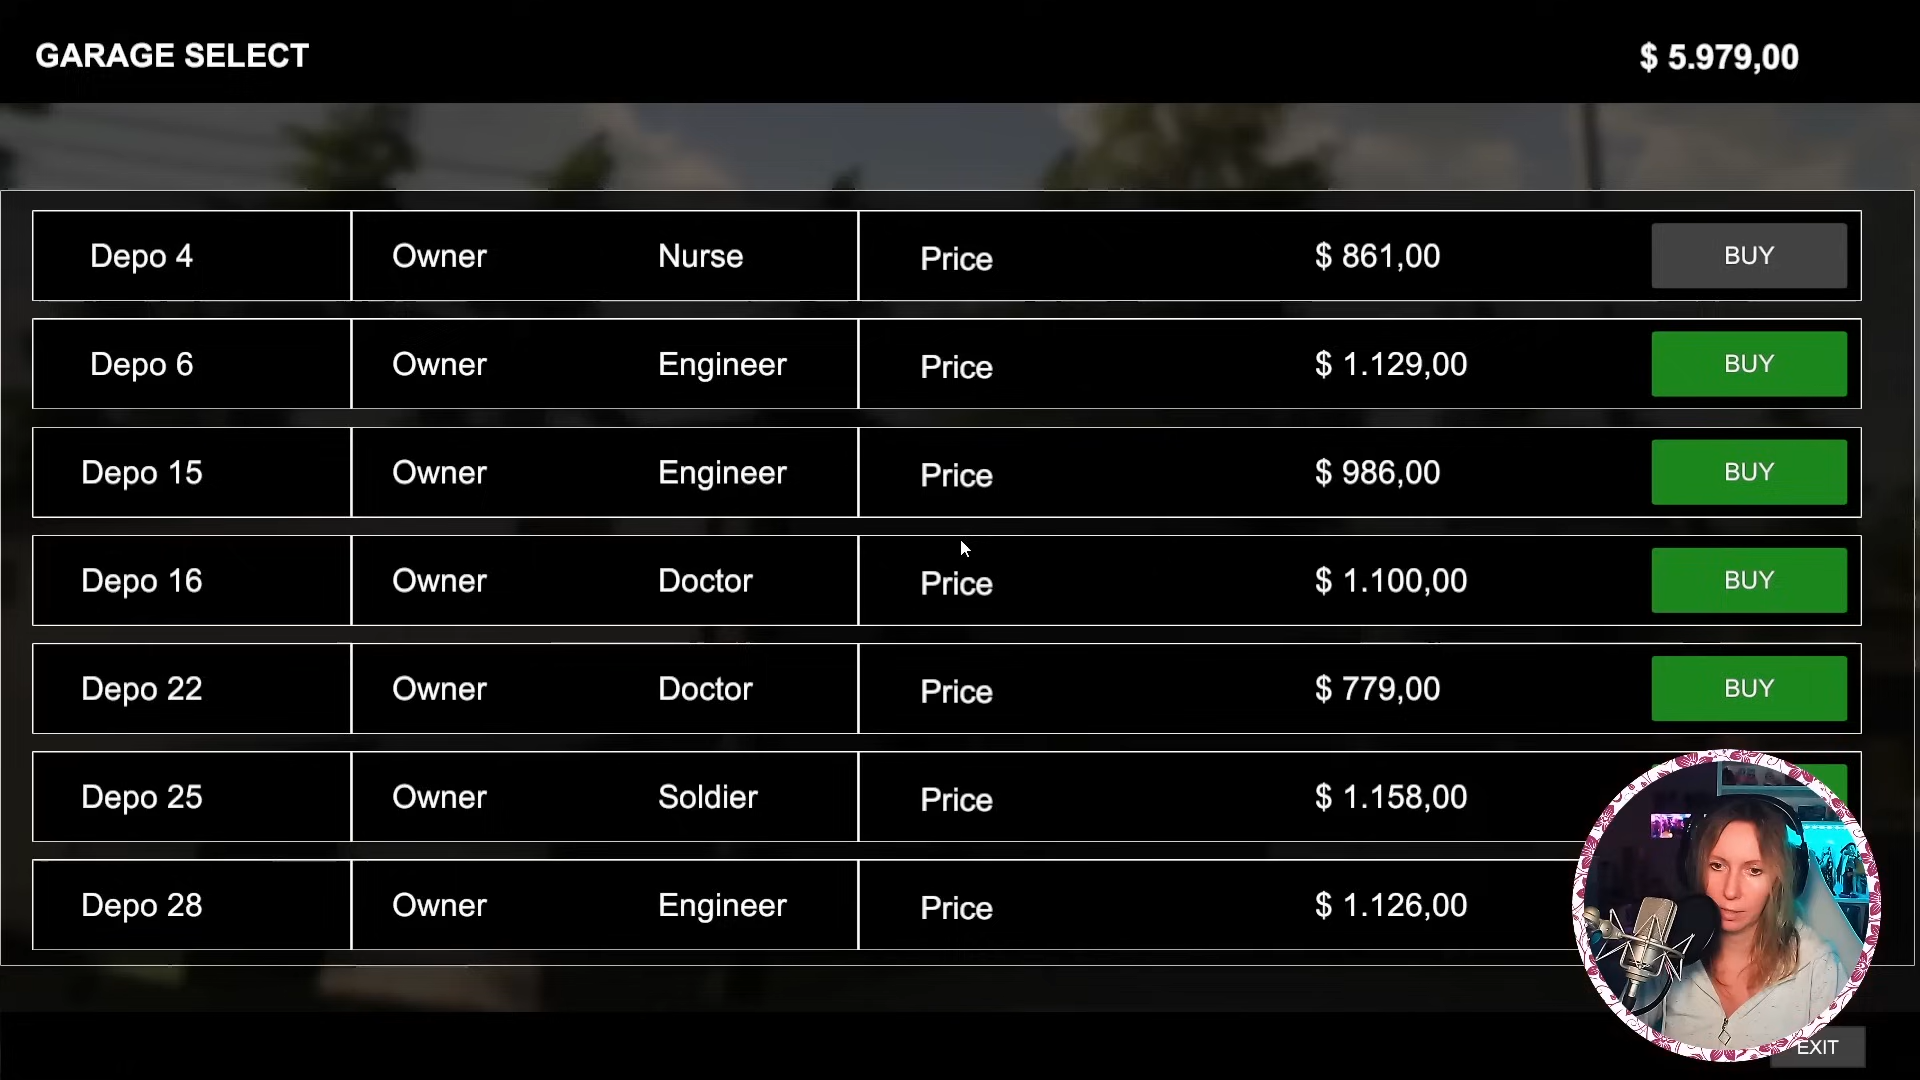 GARAGE SELECT $ 5.979,00
Depo 4 Owner Nurse Price $ 861,00 BUY
Depo 6 Owner Engineer Price $ 1.129,00 BUY
Depo 15 Owner Engineer Price $ 986,00 BUY
Depo 16 Owner Doctor Price $ 1.100,00 BUY
Depo 22 Owner Doctor Price $ 779,00 BUY
Depo 25 Owner Soldier Price $ 1.158,00
Depo 28 Owner Engineer Price $ 1.126,00
EXIT